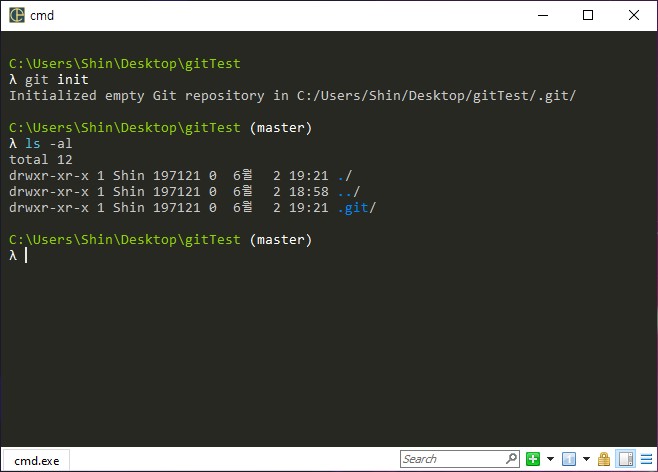 cmd
C:\Users\Shin\Desktop\gitTest
λ git init
Initialized empty Git repository in C:/Users/Shin/Desktop/gitTest/.git/
C:\Users\Shin\Desktop\gitTest (master)
λ ls -al
total 12
drwxr-xr-x 1 Shin 197121 0  6월   2 19:21 ./
drwxr-xr-x 1 Shin 197121 0  6월   2 18:58 ../
drwxr-xr-x 1 Shin 197121 0  6월   2 19:21 .git/
C:\Users\Shin\Desktop\gitTest (master)
λ
cmd.exe
Search